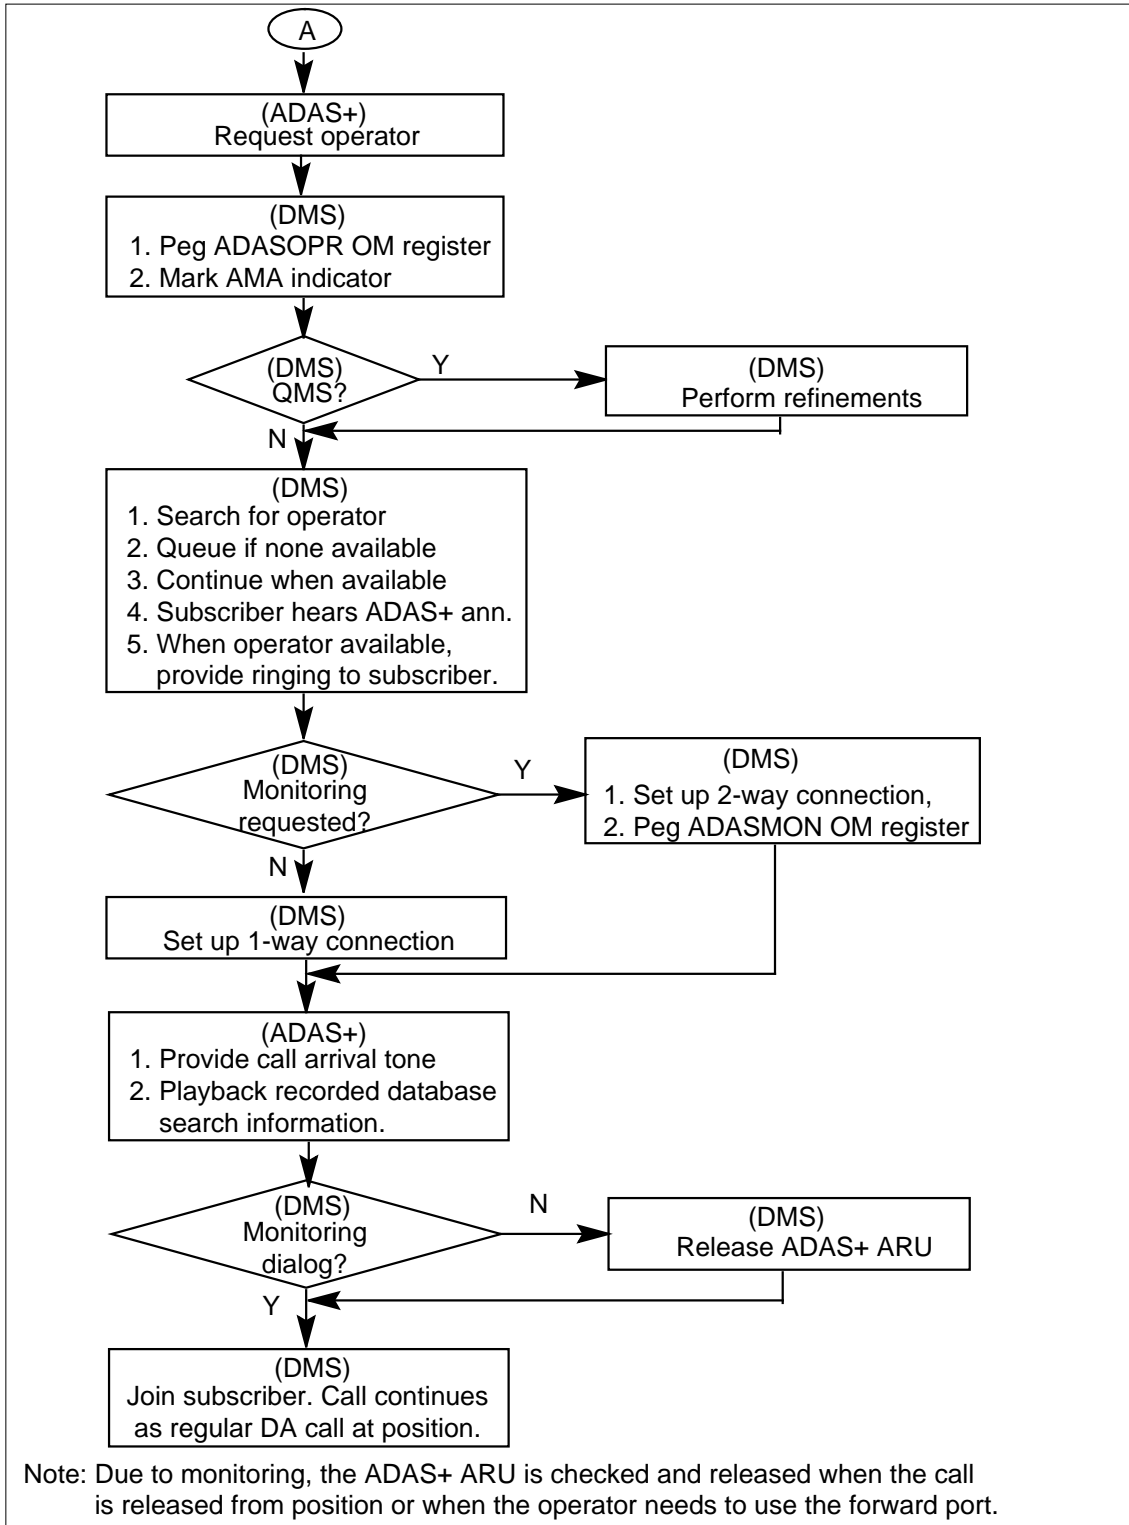 A
(ADAS+)
Request operator
(DMS)
1. Peg ADASOPR OM register
2. Mark AMA indicator
(DMS)
QMS?
Y
(DMS)
Perform refinements
N
(DMS)
1. Search for operator
2. Queue if none available
3. Continue when available
4. Subscriber hears ADAS+ ann.
5. When operator available,
provide ringing to subscriber.
(DMS)
Monitoring
requested?
Y
(DMS)
1. Set up 2-way connection,
2. Peg ADASMON OM register
N
(DMS)
Set up 1-way connection
(ADAS+)
1. Provide call arrival tone
2. Playback recorded database
search information.
(DMS)
Monitoring
dialog?
N
(DMS)
Release ADAS+ ARU
Y
(DMS)
Join subscriber. Call continues
as regular DA call at position.
Note: Due to monitoring, the ADAS+ ARU is checked and released when the call
is released from position or when the operator needs to use the forward port.